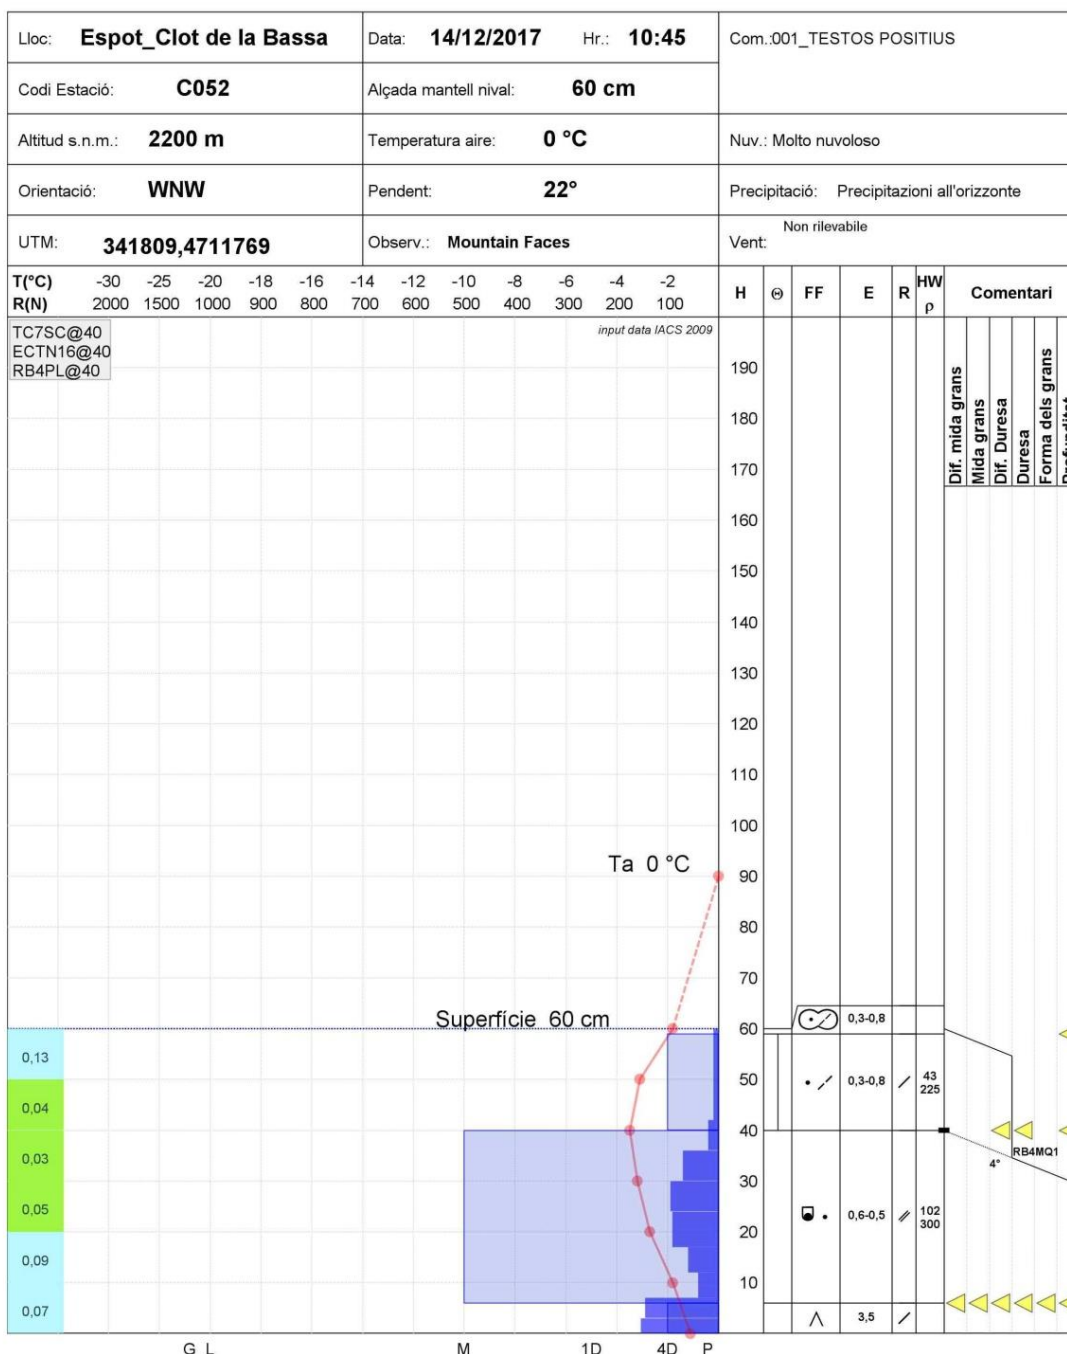 Lloc: Espot_Clot de la Bassa Data: 14/12/2017 Hr.: 10:45 Com.:001_TESTOS POSITIUS
Codi Estació: C052 Alçada mantell nival: 60 cm
Altitud s.n.m.: 2200 m Temperatura aire: 0 °C Nuv.: Molto nuvoloso
Orientació: WNW Pendent: 22° Precipitació: Precipitazioni all'orizzonte
UTM: 341809,4711769 Observ.: Mountain Faces Vent: Non rilevabile
T(°C) -30 -25 -20 -18 -16 -14 -12 -10 -8 -6 -4 -2
R(N) 2000 1500 1000 900 800 700 600 500 400 300 200 100
H Θ FF E R HW ρ Comentari
TC7SC@40
ECTN16@40
RB4PL@40
input data IACS 2009
Dif. mida grans
Mida grans
Dif. Duresa
Duresa
Forma dels grans
190
180
170
160
150
140
130
120
110
100
Ta 0 °C
90
80
70
Superfície 60 cm
60 0,3-0,8
0,13
50 0,3-0,8 43
225
0,04
40
RB4MQ1
4°
0,03
30
0,05
20 0,6-0,5 102
300
0,09
10
0,07
3,5
G L M 1D 4D P